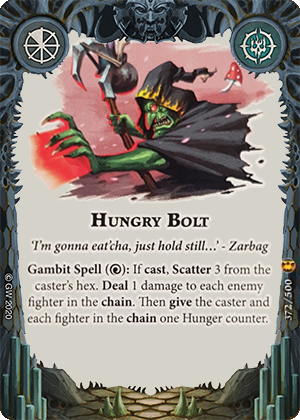 HUNGRY BOLT
'I'm gonna eat'cha, just hold still...' - Zarbag
Gambit Spell (): If cast, Scatter 3 from the
caster's hex. Deal 1 damage to each enemy
fighter in the chain. Then give the caster and
each fighter in the chain one Hunger counter.
© GW 2020
372/500